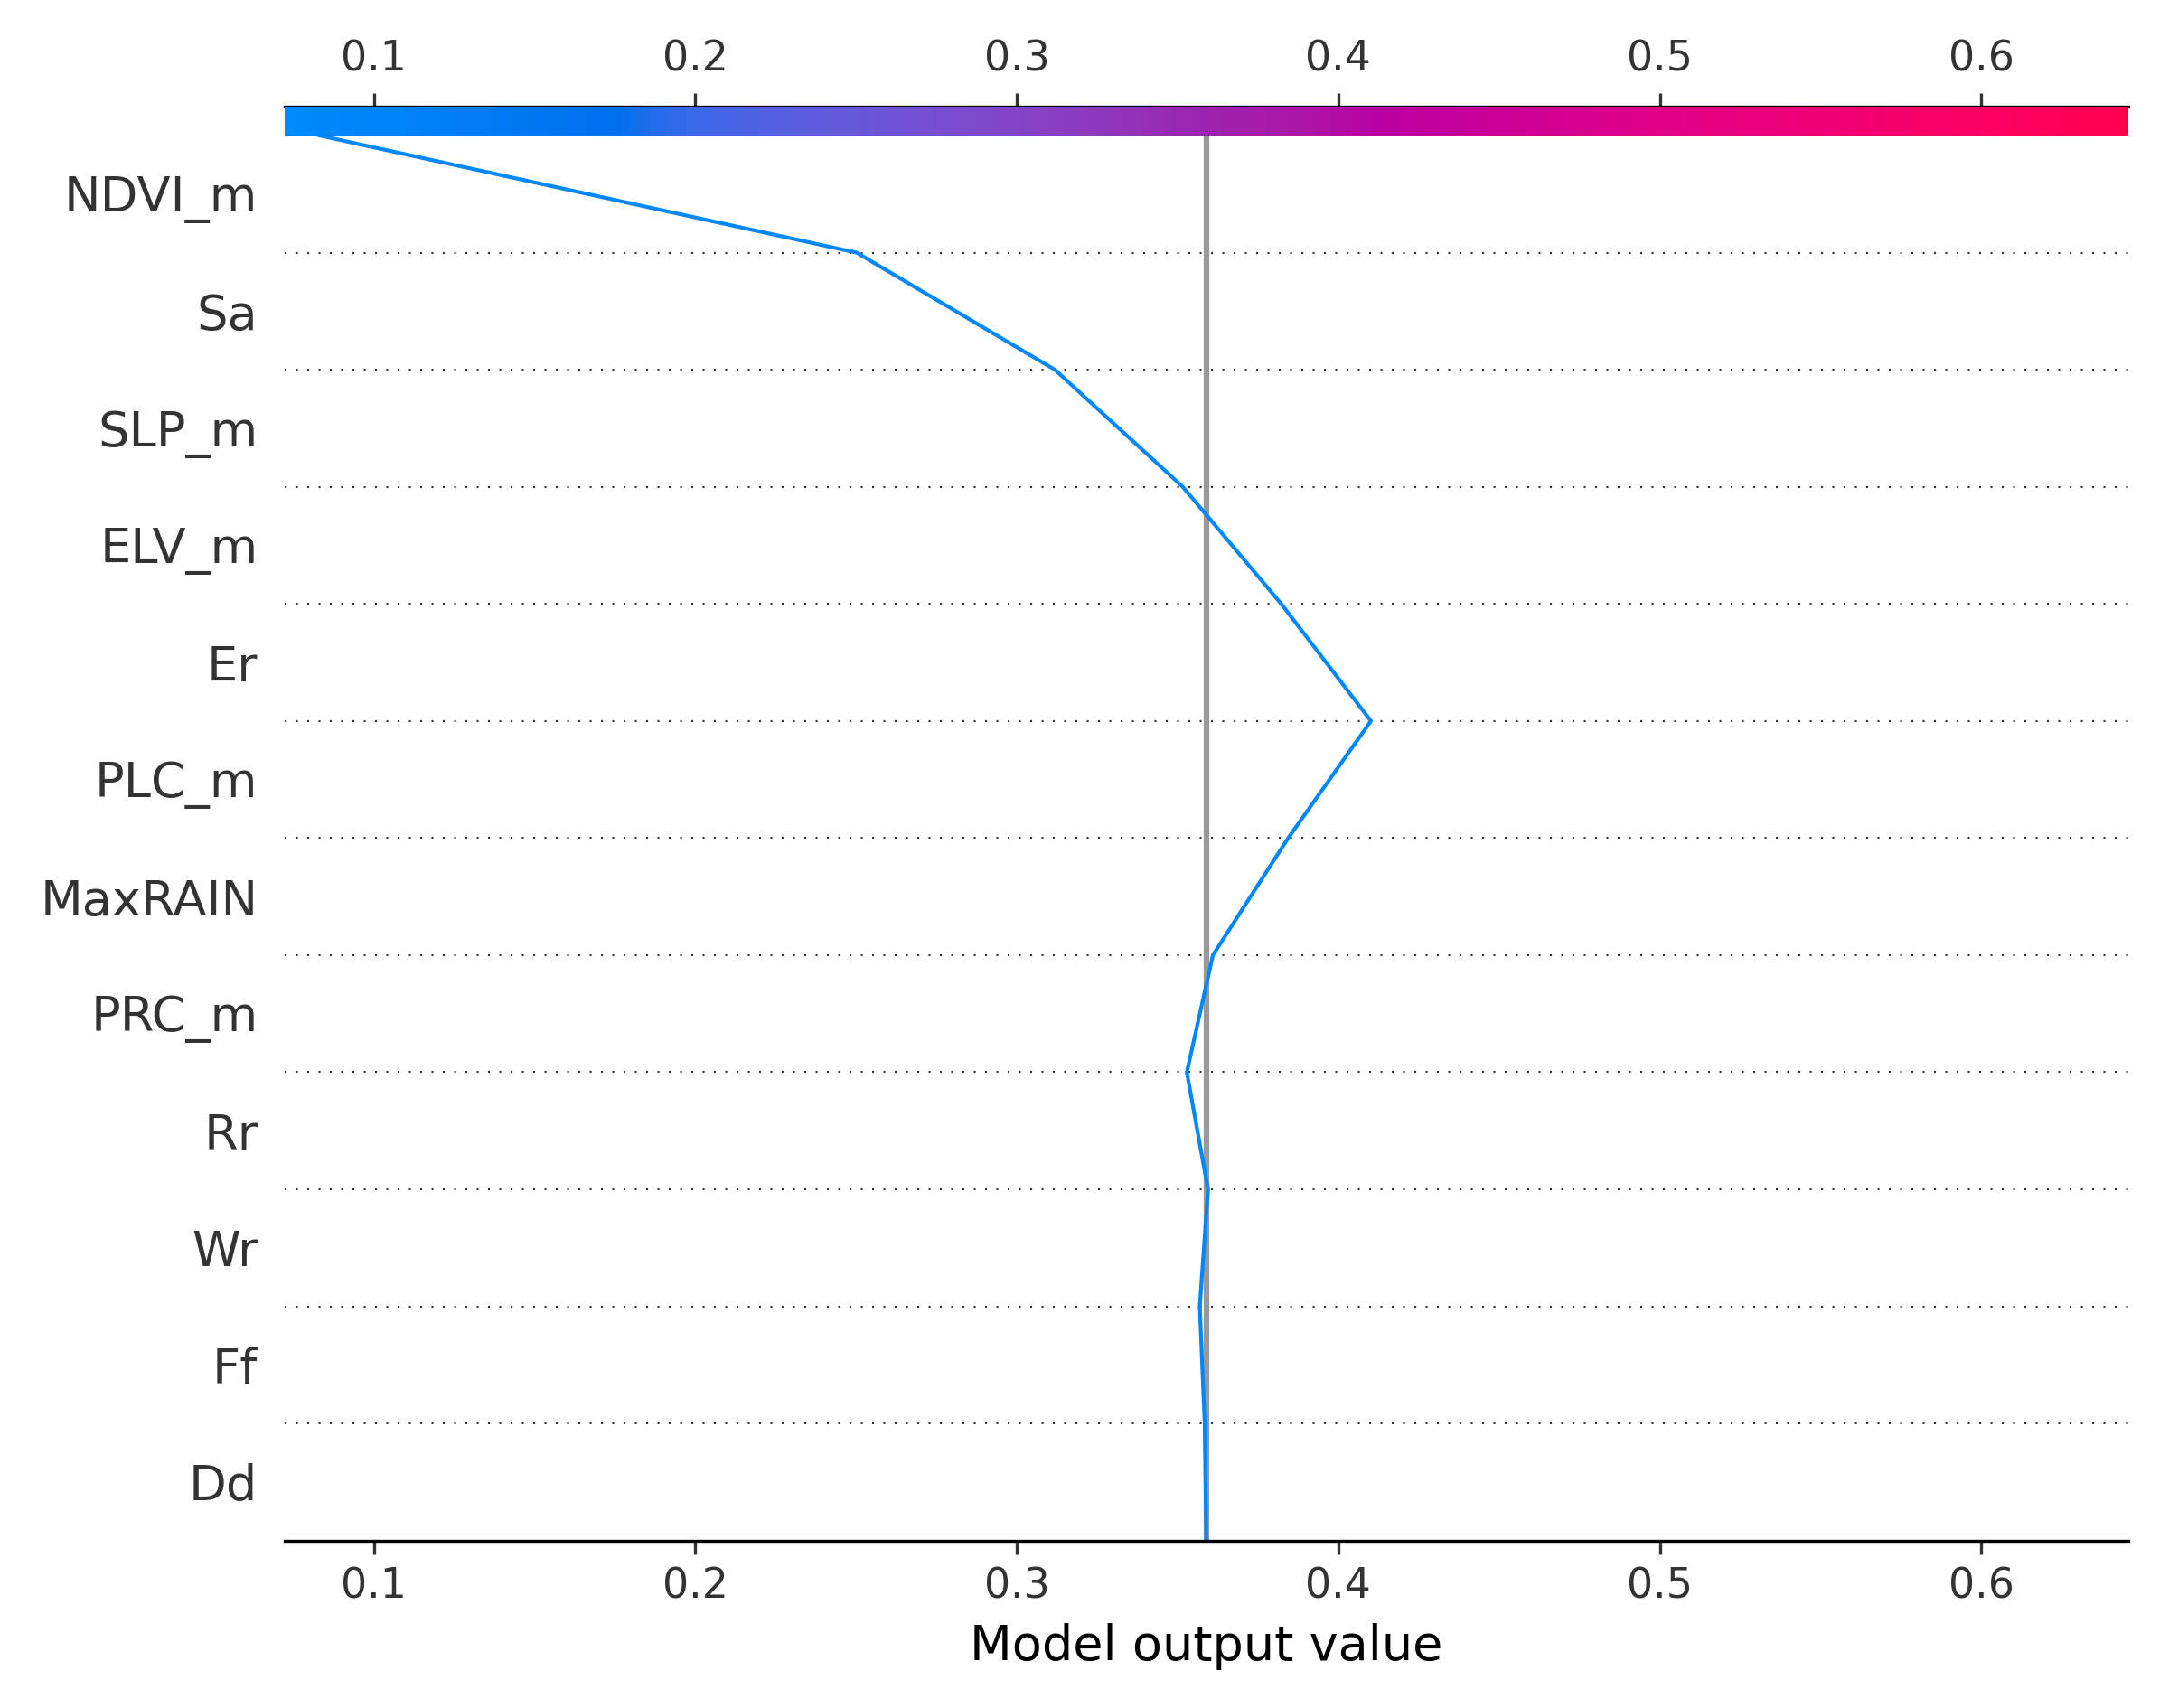 0.1 0.2 0.3 0.4 0.5 0.6
NDVI_m
Sa
SLP_m
ELV_m
Er
PLC_m
MaxRAIN
PRC_m
Rr
Wr
Ff
Dd
0.1 0.2 0.3 0.4 0.5 0.6
Model output value